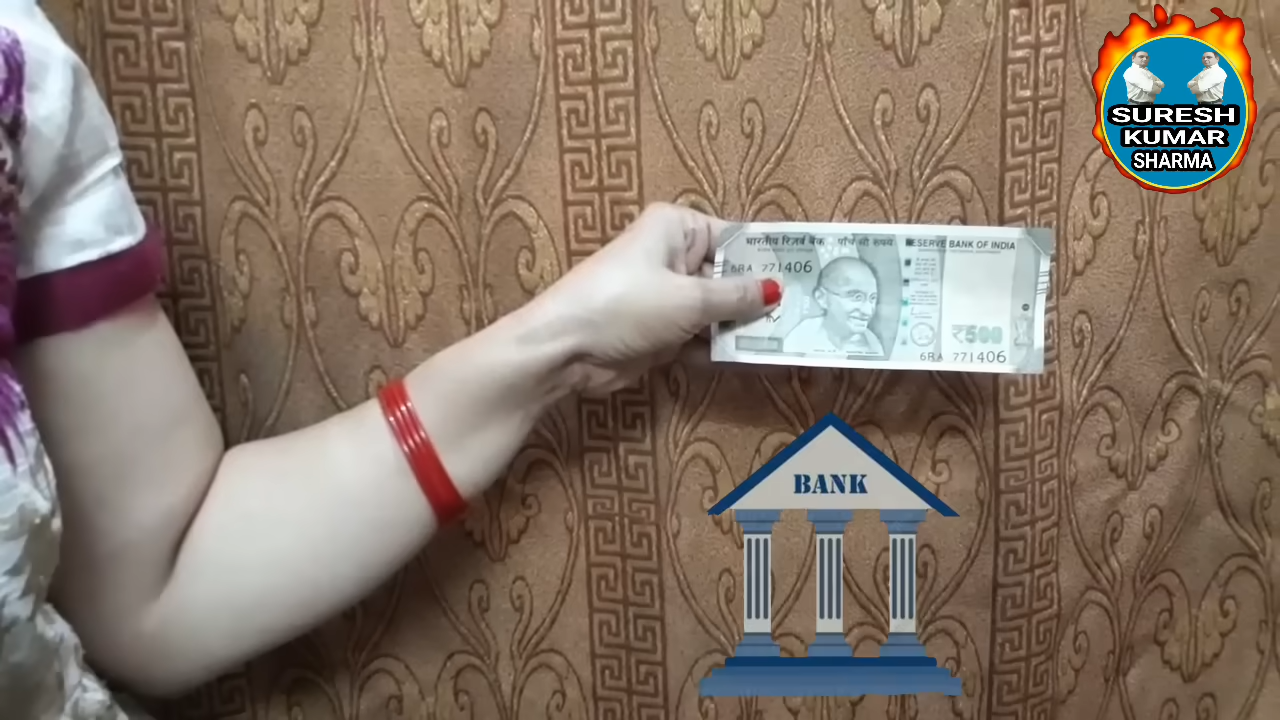 SURESH
KUMAR
SHARMA
भारतीय रिज़र्व बैंक पाँच सौ रुपये RESERVE BANK OF INDIA
6BA 771406
₹500
6BA 771406
BANK